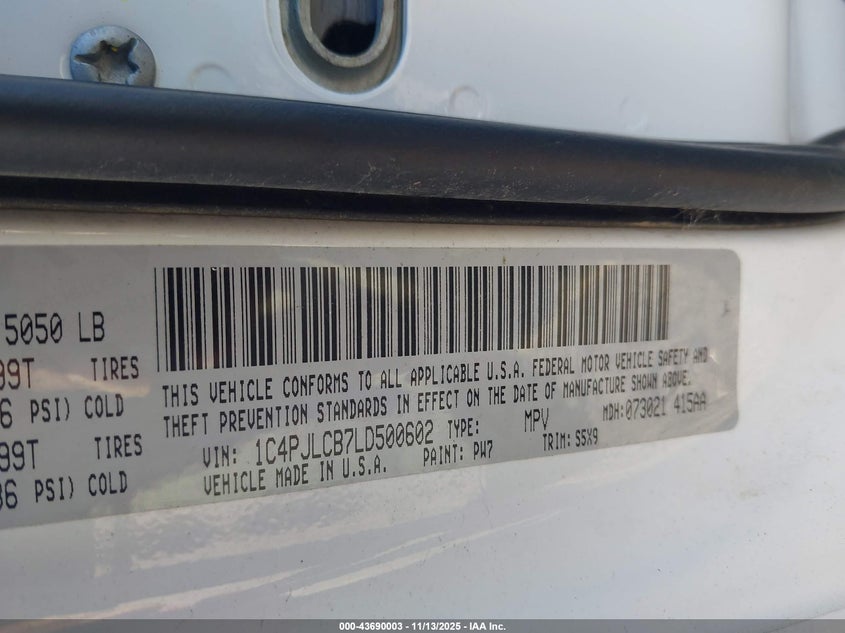 5050 LB
99T TIRES
6 PSI) COLD
99T TIRES
36 PSI) COLD
THIS VEHICLE CONFORMS TO ALL APPLICABLE U.S.A. FEDERAL MOTOR VEHICLE SAFETY AND
THEFT PREVENTION STANDARDS IN EFFECT ON THE DATE OF MANUFACTURE SHOWN ABOVE.
VIN: 1C4PJLCB7LD500602 TYPE: MPV MDH:073021 415AA
VEHICLE MADE IN U.S.A. PAINT: PW7 TRIM: S5X9
000-43690003 — 11/13/2025 — IAA Inc.